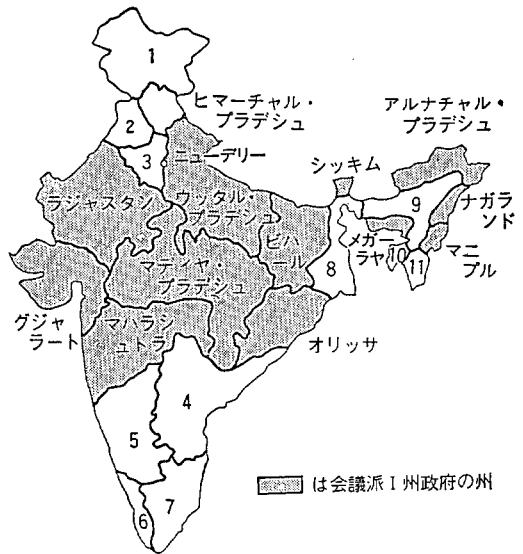 1
ヒマーチャル・
プラデシュ
アルナチャル・
プラデシュ
2
3
ニューデリー
シッキム
ラジャスタン
ウッタル・
プラデシュ
9
ナガラ
ンド
ビハ
ール
メガー
ラヤ
10
マニ
プル
8
11
マディヤ・
プラデシュ
グジャ
ラート
マハラシ
ュトラ
オリッサ
4
5
は会議派I州政府の州
6
7